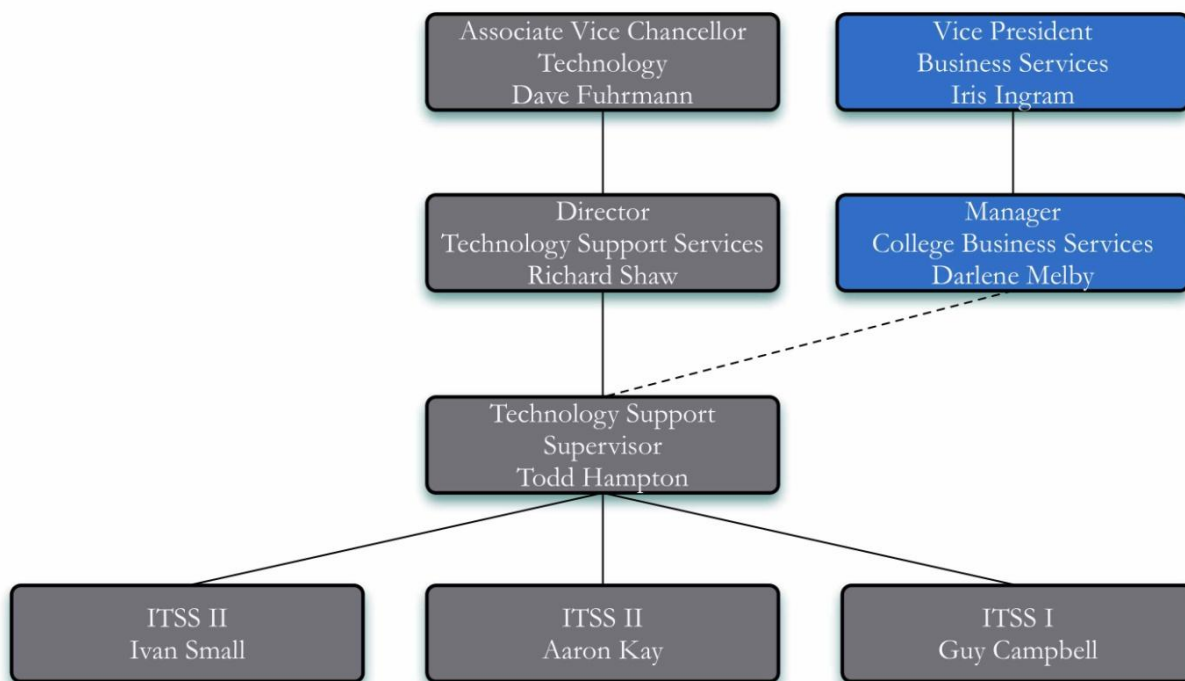 Associate Vice Chancellor
Technology
Dave Fuhrmann
Vice President
Business Services
Iris Ingram
Director
Technology Support Services
Richard Shaw
Manager
College Business Services
Darlene Melby
Technology Support
Supervisor
Todd Hampton
ITSS II
Ivan Small
ITSS II
Aaron Kay
ITSS I
Guy Campbell